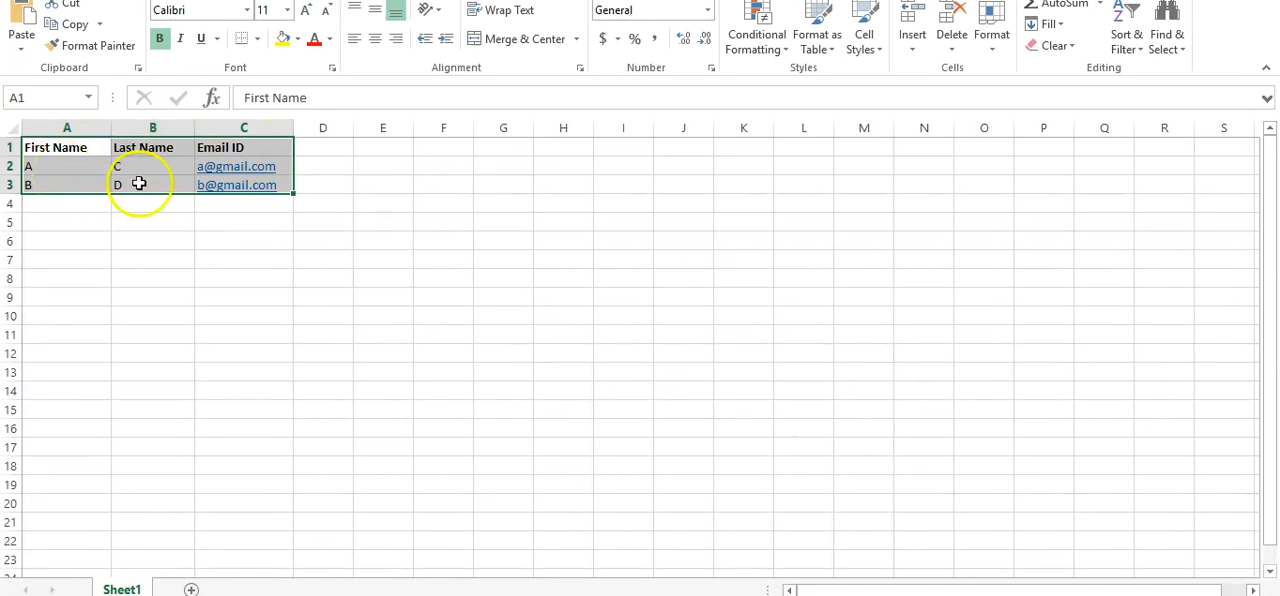 Cut
Calibri 11 A A
Wrap Text
General
AutoSum
Paste
Copy
Fill
Conditional Formatting
Format as Table
Cell Styles
Insert
Delete
Format
Sort & Filter
Find & Select
Format Painter
B I U A
Merge & Center
$ % ,
Clear
Clipboard
Font
Alignment
Number
Styles
Cells
Editing
A1 fx First Name
A B C D E F G H I J K L M N O P Q R S
1 First Name Last Name Email ID
2 A C a@gmail.com
3 B D b@gmail.com
4
5
6
7
8
9
10
11
12
13
14
15
16
17
18
19
20
21
22
23
Sheet1